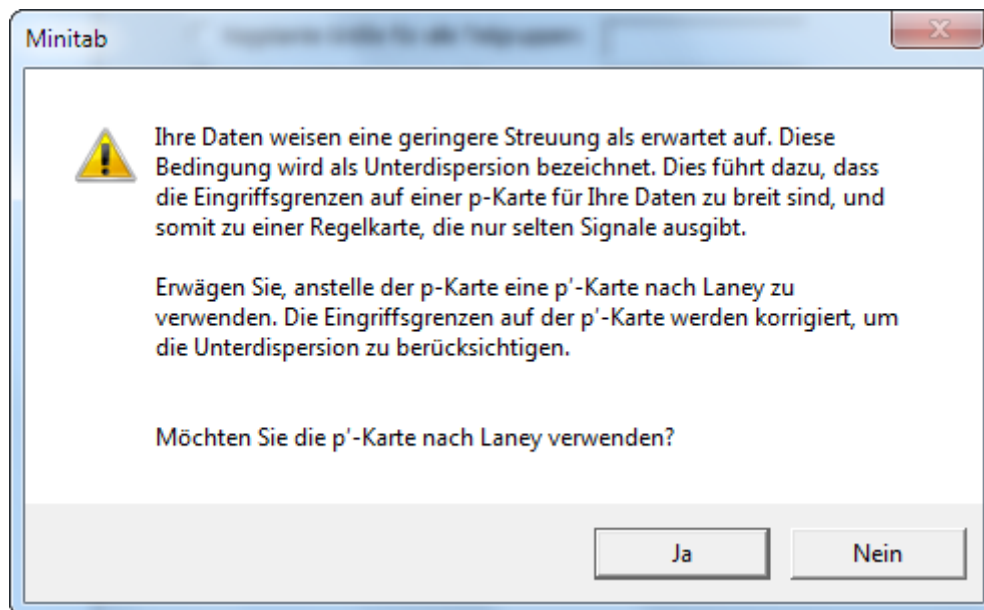 Minitab
Ihre Daten weisen eine geringere Streuung als erwartet auf. Diese
Bedingung wird als Unterdispersion bezeichnet. Dies führt dazu, dass
die Eingriffsgrenzen auf einer p-Karte für Ihre Daten zu breit sind, und
somit zu einer Regelkarte, die nur selten Signale ausgibt.
Erwägen Sie, anstelle der p-Karte eine p'-Karte nach Laney zu
verwenden. Die Eingriffsgrenzen auf der p'-Karte werden korrigiert, um
die Unterdispersion zu berücksichtigen.
Möchten Sie die p'-Karte nach Laney verwenden?
Ja
Nein